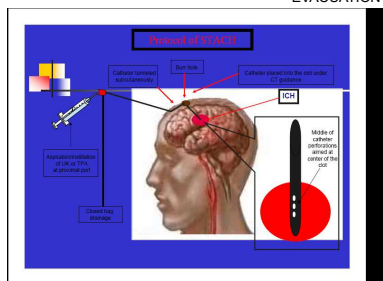 EVACUATION
Protocol of STACH
Burr hole
Catheter tunneled
subcutaneously
Catheter placed into the clot under
CT guidance
ICH
Middle of
catheter
perforations
aimed at
center of the
clot
Aspiration/instillation
of UK or TPA
at proximal port
Closed bag
drainage